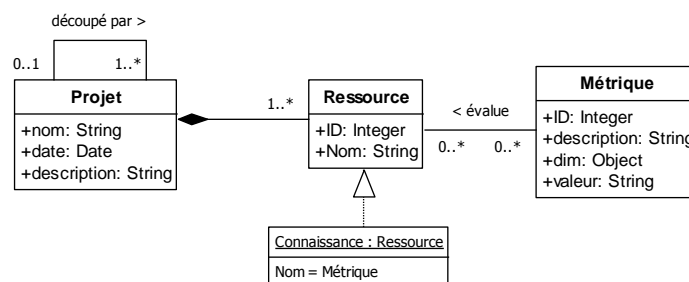 découpé par >
0..1
1..*
Projet
+nom: String
+date: Date
+description: String
1..*
Ressource
+ID: Integer
+Nom: String
< évalue
0..*
0..*
Métrique
+ID: Integer
+description: String
+dim: Object
+valeur: String
Connaissance : Ressource
Nom = Métrique